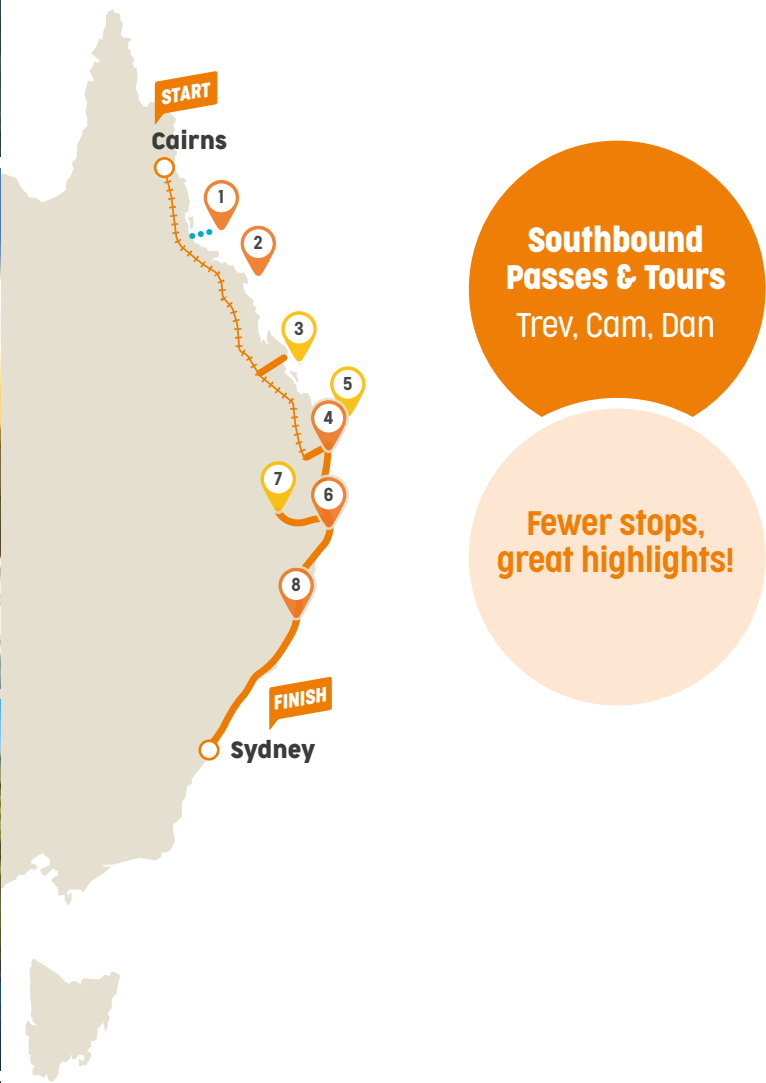 START
Cairns
1
2
3
5
4
7
6
8
FINISH
Sydney
Southbound
Passes & Tours
Trev, Cam, Dan
Fewer stops,
great highlights!